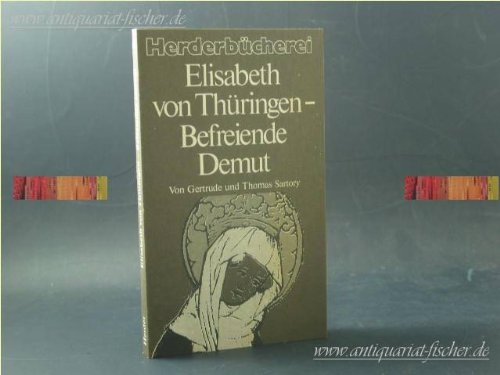 www.antiquariat-fischer.de
Herderbücherei
Elisabeth
von Thüringen –
Befreiende
Demut
Von Gertrude und Thomas Sartory
www.antiquariat-fischer.de